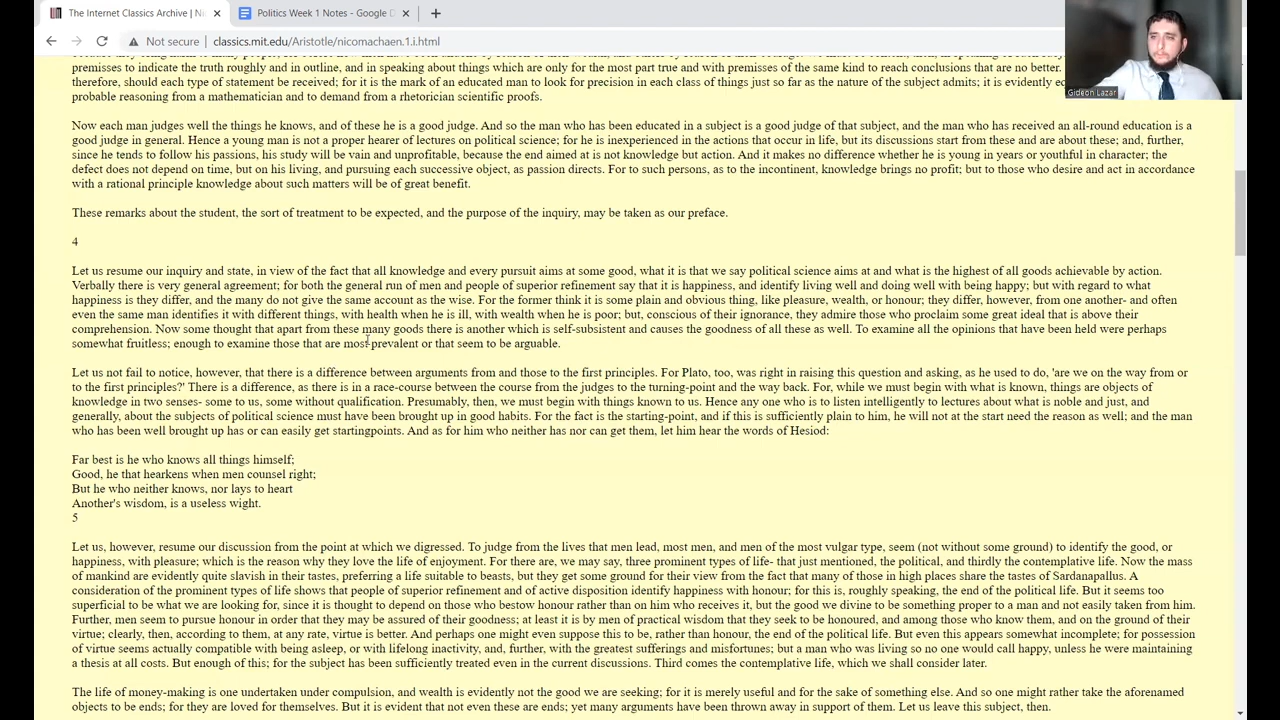 The Internet Classics Archive | Ni
Politics Week 1 Notes - Google D
Not secure
classics.mit.edu/Aristotle/nicomachaen.1.i.html
premisses to indicate the truth roughly and in outline, and in speaking about things which are only for the most part true and with premisses of the same kind to reach conclusions that are no better.
therefore, should each type of statement be received; for it is the mark of an educated man to look for precision in each class of things just so far as the nature of the subject admits; it is evidently
probable reasoning from a mathematician and to demand from a rhetorician scientific proofs.
Gideon Lazar
Now each man judges well the things he knows, and of these he is a good judge. And so the man who has been educated in a subject is a good judge of that subject, and the man who has received an all-round education is a
good judge in general. Hence a young man is not a proper hearer of lectures on political science; for he is inexperienced in the actions that occur in life, but its discussions start from these and are about these; and, further,
since he tends to follow his passions, his study will be vain and unprofitable, because the end aimed at is not knowledge but action. And it makes no difference whether he is young in years or youthful in character; the
defect does not depend on time, but on his living, and pursuing each successive object, as passion directs. For to such persons, as to the incontinent, knowledge brings no profit; but to those who desire and act in accordance
with a rational principle knowledge about such matters will be of great benefit.
These remarks about the student, the sort of treatment to be expected, and the purpose of the inquiry, may be taken as our preface.
4
Let us resume our inquiry and state, in view of the fact that all knowledge and every pursuit aims at some good, what it is that we say political science aims at and what is the highest of all goods achievable by action.
Verbally there is very general agreement; for both the general run of men and people of superior refinement say that it is happiness, and identify living well and doing well with being happy; but with regard to what
happiness is they differ, and the many do not give the same account as the wise. For the former think it is some plain and obvious thing, like pleasure, wealth, or honour; they differ, however, from one another- and often
even the same man identifies it with different things, with health when he is ill, with wealth when he is poor; but, conscious of their ignorance, they admire those who proclaim some great ideal that is above their
comprehension. Now some thought that apart from these many goods there is another which is self-subsistent and causes the goodness of all these as well. To examine all the opinions that have been held were perhaps
somewhat fruitless; enough to examine those that are most prevalent or that seem to be arguable.
Let us not fail to notice, however, that there is a difference between arguments from and those to the first principles. For Plato, too, was right in raising this question and asking, as he used to do, 'are we on the way from or
to the first principles?' There is a difference, as there is in a race-course between the course from the judges to the turning-point and the way back. For, while we must begin with what is known, things are objects of
knowledge in two senses- some to us, some without qualification. Presumably, then, we must begin with things known to us. Hence any one who is to listen intelligently to lectures about what is noble and just, and
generally, about the subjects of political science must have been brought up in good habits. For the fact is the starting-point, and if this is sufficiently plain to him, he will not at the start need the reason as well; and the man
who has been well brought up has or can easily get startingpoints. And as for him who neither has nor can get them, let him hear the words of Hesiod:
Far best is he who knows all things himself;
Good, he that hearkens when men counsel right;
But he who neither knows, nor lays to heart
Another's wisdom, is a useless wight.
5
Let us, however, resume our discussion from the point at which we digressed. To judge from the lives that men lead, most men, and men of the most vulgar type, seem (not without some ground) to identify the good, or
happiness, with pleasure; which is the reason why they love the life of enjoyment. For there are, we may say, three prominent types of life- that just mentioned, the political, and thirdly the contemplative life. Now the mass
of mankind are evidently quite slavish in their tastes, preferring a life suitable to beasts, but they get some ground for their view from the fact that many of those in high places share the tastes of Sardanapallus. A
consideration of the prominent types of life shows that people of superior refinement and of active disposition identify happiness with honour; for this is, roughly speaking, the end of the political life. But it seems too
superficial to be what we are looking for, since it is thought to depend on those who bestow honour rather than on him who receives it, but the good we divine to be something proper to a man and not easily taken from him.
Further, men seem to pursue honour in order that they may be assured of their goodness; at least it is by men of practical wisdom that they seek to be honoured, and among those who know them, and on the ground of their
virtue; clearly, then, according to them, at any rate, virtue is better. And perhaps one might even suppose this to be, rather than honour, the end of the political life. But even this appears somewhat incomplete; for possession
of virtue seems actually compatible with being asleep, or with lifelong inactivity, and, further, with the greatest sufferings and misfortunes; but a man who was living so no one would call happy, unless he were maintaining
a thesis at all costs. But enough of this; for the subject has been sufficiently treated even in the current discussions. Third comes the contemplative life, which we shall consider later.
The life of money-making is one undertaken under compulsion, and wealth is evidently not the good we are seeking; for it is merely useful and for the sake of something else. And so one might rather take the aforenamed
objects to be ends; for they are loved for themselves. But it is evident that not even these are ends; yet many arguments have been thrown away in support of them. Let us leave this subject, then.